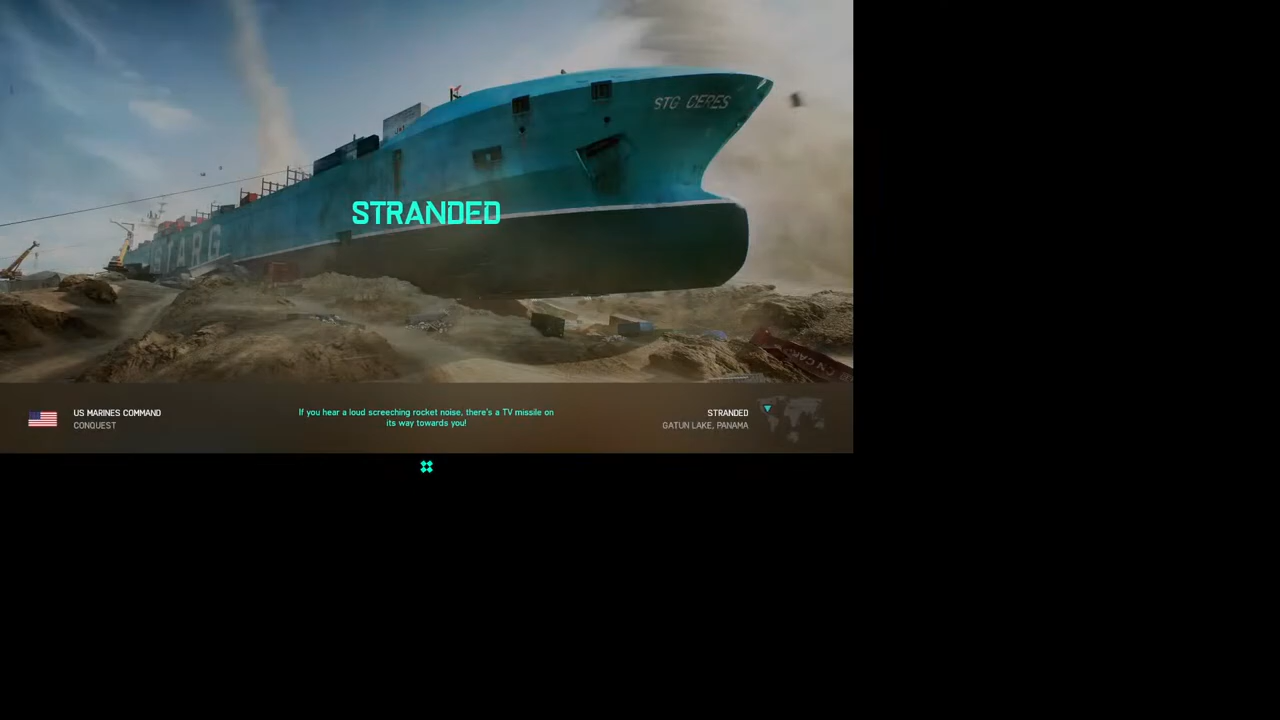 STG CERES
STRANDED
US MARINES COMMAND
CONQUEST
If you hear a loud screeching rocket noise, there's a TV missile on
its way towards you!
STRANDED
GATUN LAKE, PANAMA